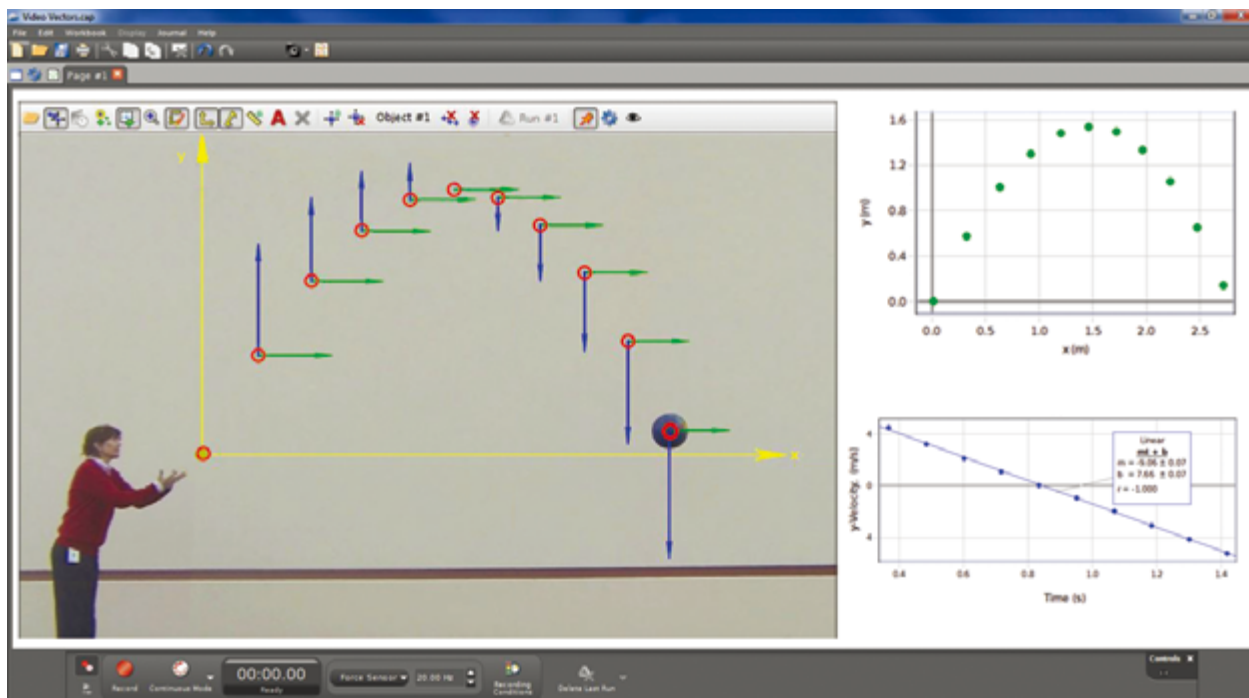 Video Vectors.cap
File Edit Workbook Display Journal Help
Page #1
Object #1 Run #1
y
x
1.6
1.2
0.8
0.4
0.0
y (m)
0.0 0.5 1.0 1.5 2.0 2.5
x (m)
4
0
4
y-Velocity. (m/s)
Linear
mt + b
m = -9.06 ± 0.07
b = 7.66 ± 0.07
r = -1.000
0.4 0.6 0.8 1.0 1.2 1.4
Time (s)
Controls
Record
Continuous Mode
00:00.00
Ready
Force Sensor
20.00 Hz
Recording
Conditions
Delete Last Run